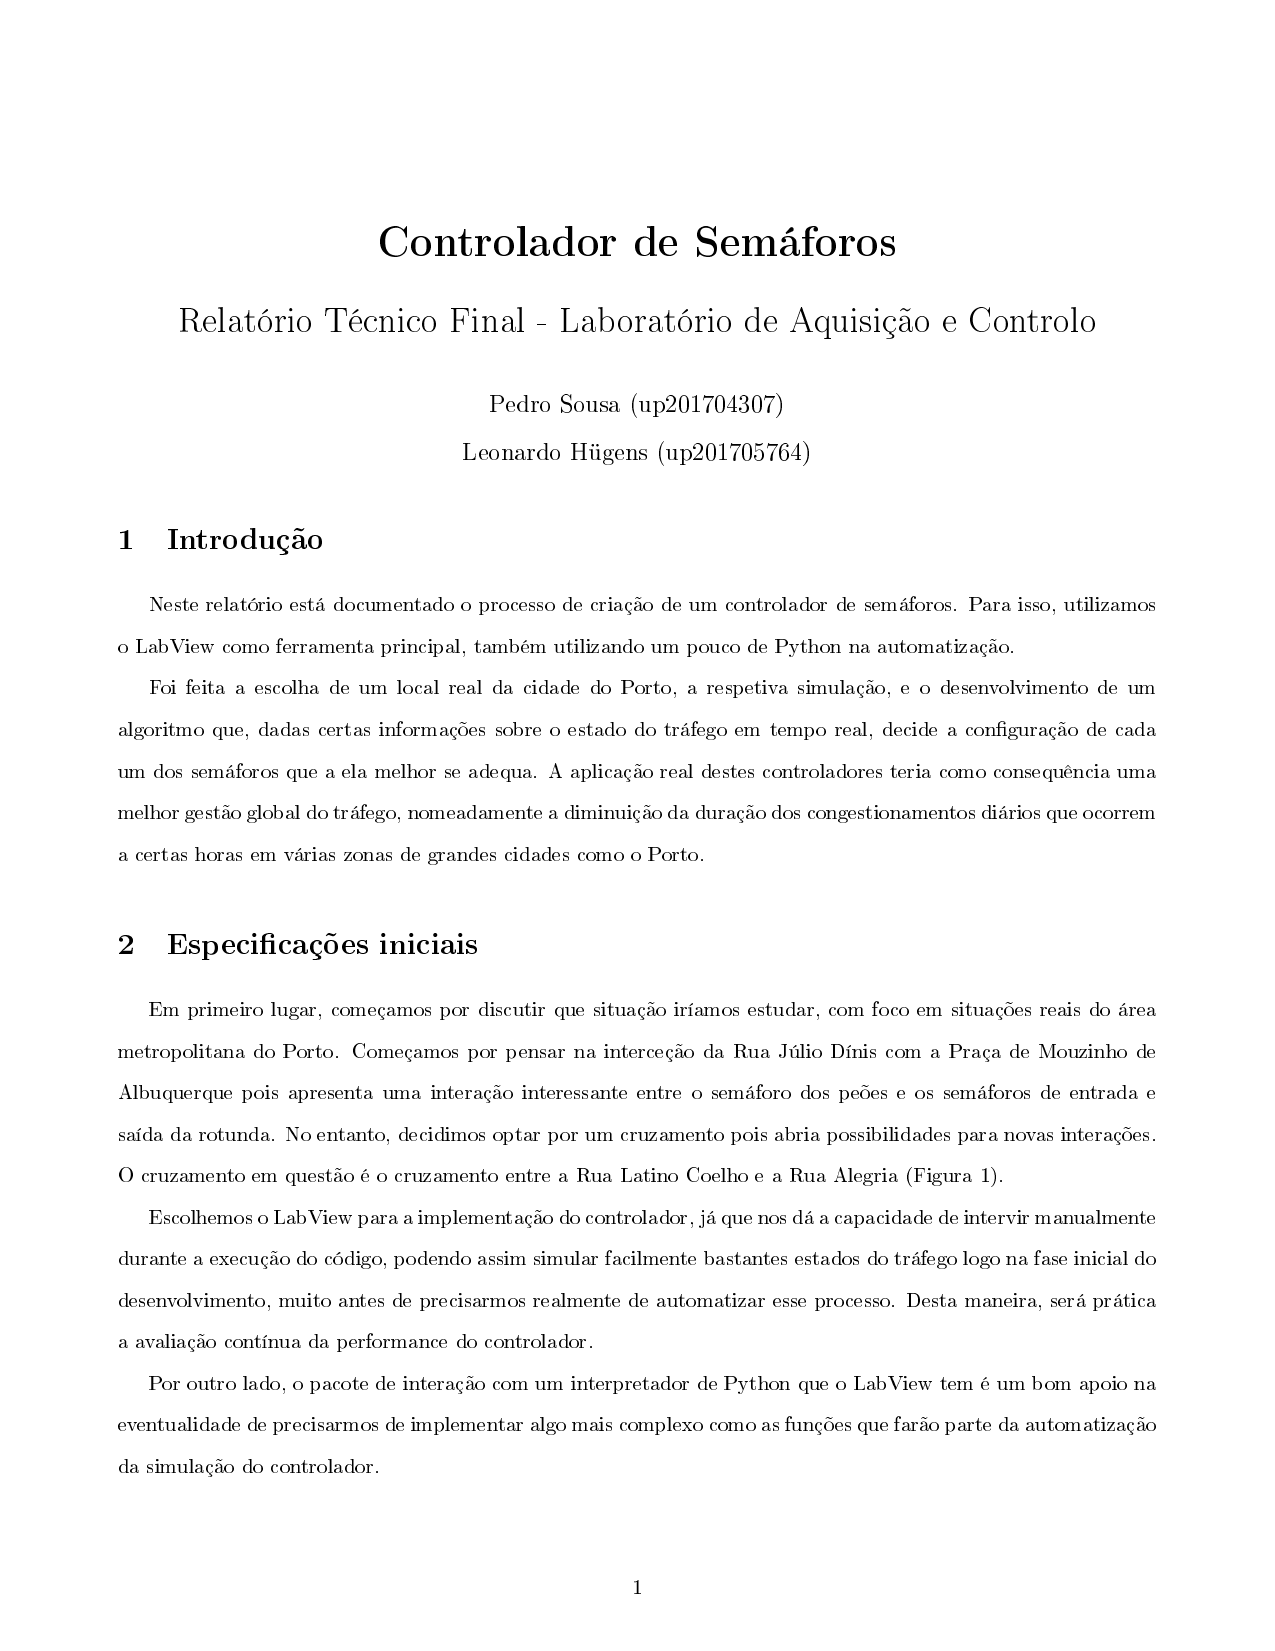 Controlador de Semáforos
Relatório Técnico Final - Laboratório de Aquisição e Controlo
Pedro Sousa (up201704307)
Leonardo Hügens (up201705764)
1 Introdução
Neste relatório está documentado o processo de criação de um controlador de semáforos. Para isso, utilizamos
o LabView como ferramenta principal, também utilizando um pouco de Python na automatização.
Foi feita a escolha de um local real da cidade do Porto, a respetiva simulação, e o desenvolvimento de um
algoritmo que, dadas certas informações sobre o estado do tráfego em tempo real, decide a configuração de cada
um dos semáforos que a ela melhor se adequa. A aplicação real destes controladores teria como consequência uma
melhor gestão global do tráfego, nomeadamente a diminuição da duração dos congestionamentos diários que ocorrem
a certas horas em várias zonas de grandes cidades como o Porto.
2 Especificações iniciais
Em primeiro lugar, começamos por discutir que situação iríamos estudar, com foco em situações reais do área
metropolitana do Porto. Começamos por pensar na interceção da Rua Júlio Dínis com a Praça de Mouzinho de
Albuquerque pois apresenta uma interação interessante entre o semáforo dos peões e os semáforos de entrada e
saída da rotunda. No entanto, decidimos optar por um cruzamento pois abria possibilidades para novas interações.
O cruzamento em questão é o cruzamento entre a Rua Latino Coelho e a Rua Alegria (Figura 1).
Escolhemos o LabView para a implementação do controlador, já que nos dá a capacidade de intervir manualmente
durante a execução do código, podendo assim simular facilmente bastantes estados do tráfego logo na fase inicial do
desenvolvimento, muito antes de precisarmos realmente de automatizar esse processo. Desta maneira, será prática
a avaliação contínua da performance do controlador.
Por outro lado, o pacote de interação com um interpretador de Python que o LabView tem é um bom apoio na
eventualidade de precisarmos de implementar algo mais complexo como as funções que farão parte da automatização
da simulação do controlador.
1